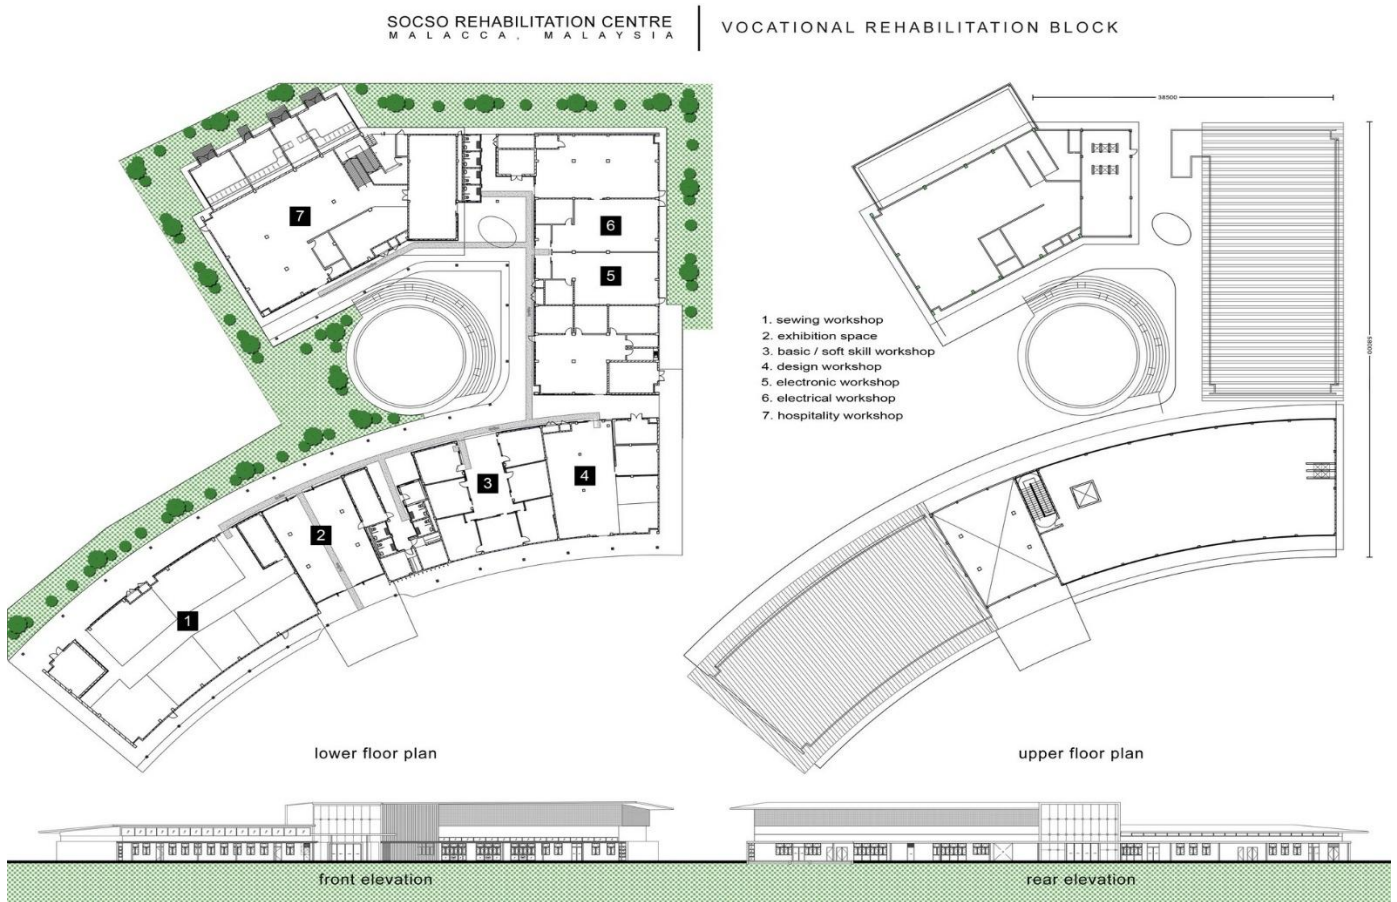 SOCSO REHABILITATION CENTRE
MALACCA, MALAYSIA
VOCATIONAL REHABILITATION BLOCK
38500
58000
7
6
5
4
3
2
1
1. sewing workshop
2. exhibition space
3. basic / soft skill workshop
4. design workshop
5. electronic workshop
6. electrical workshop
7. hospitality workshop
lower floor plan
upper floor plan
front elevation
rear elevation